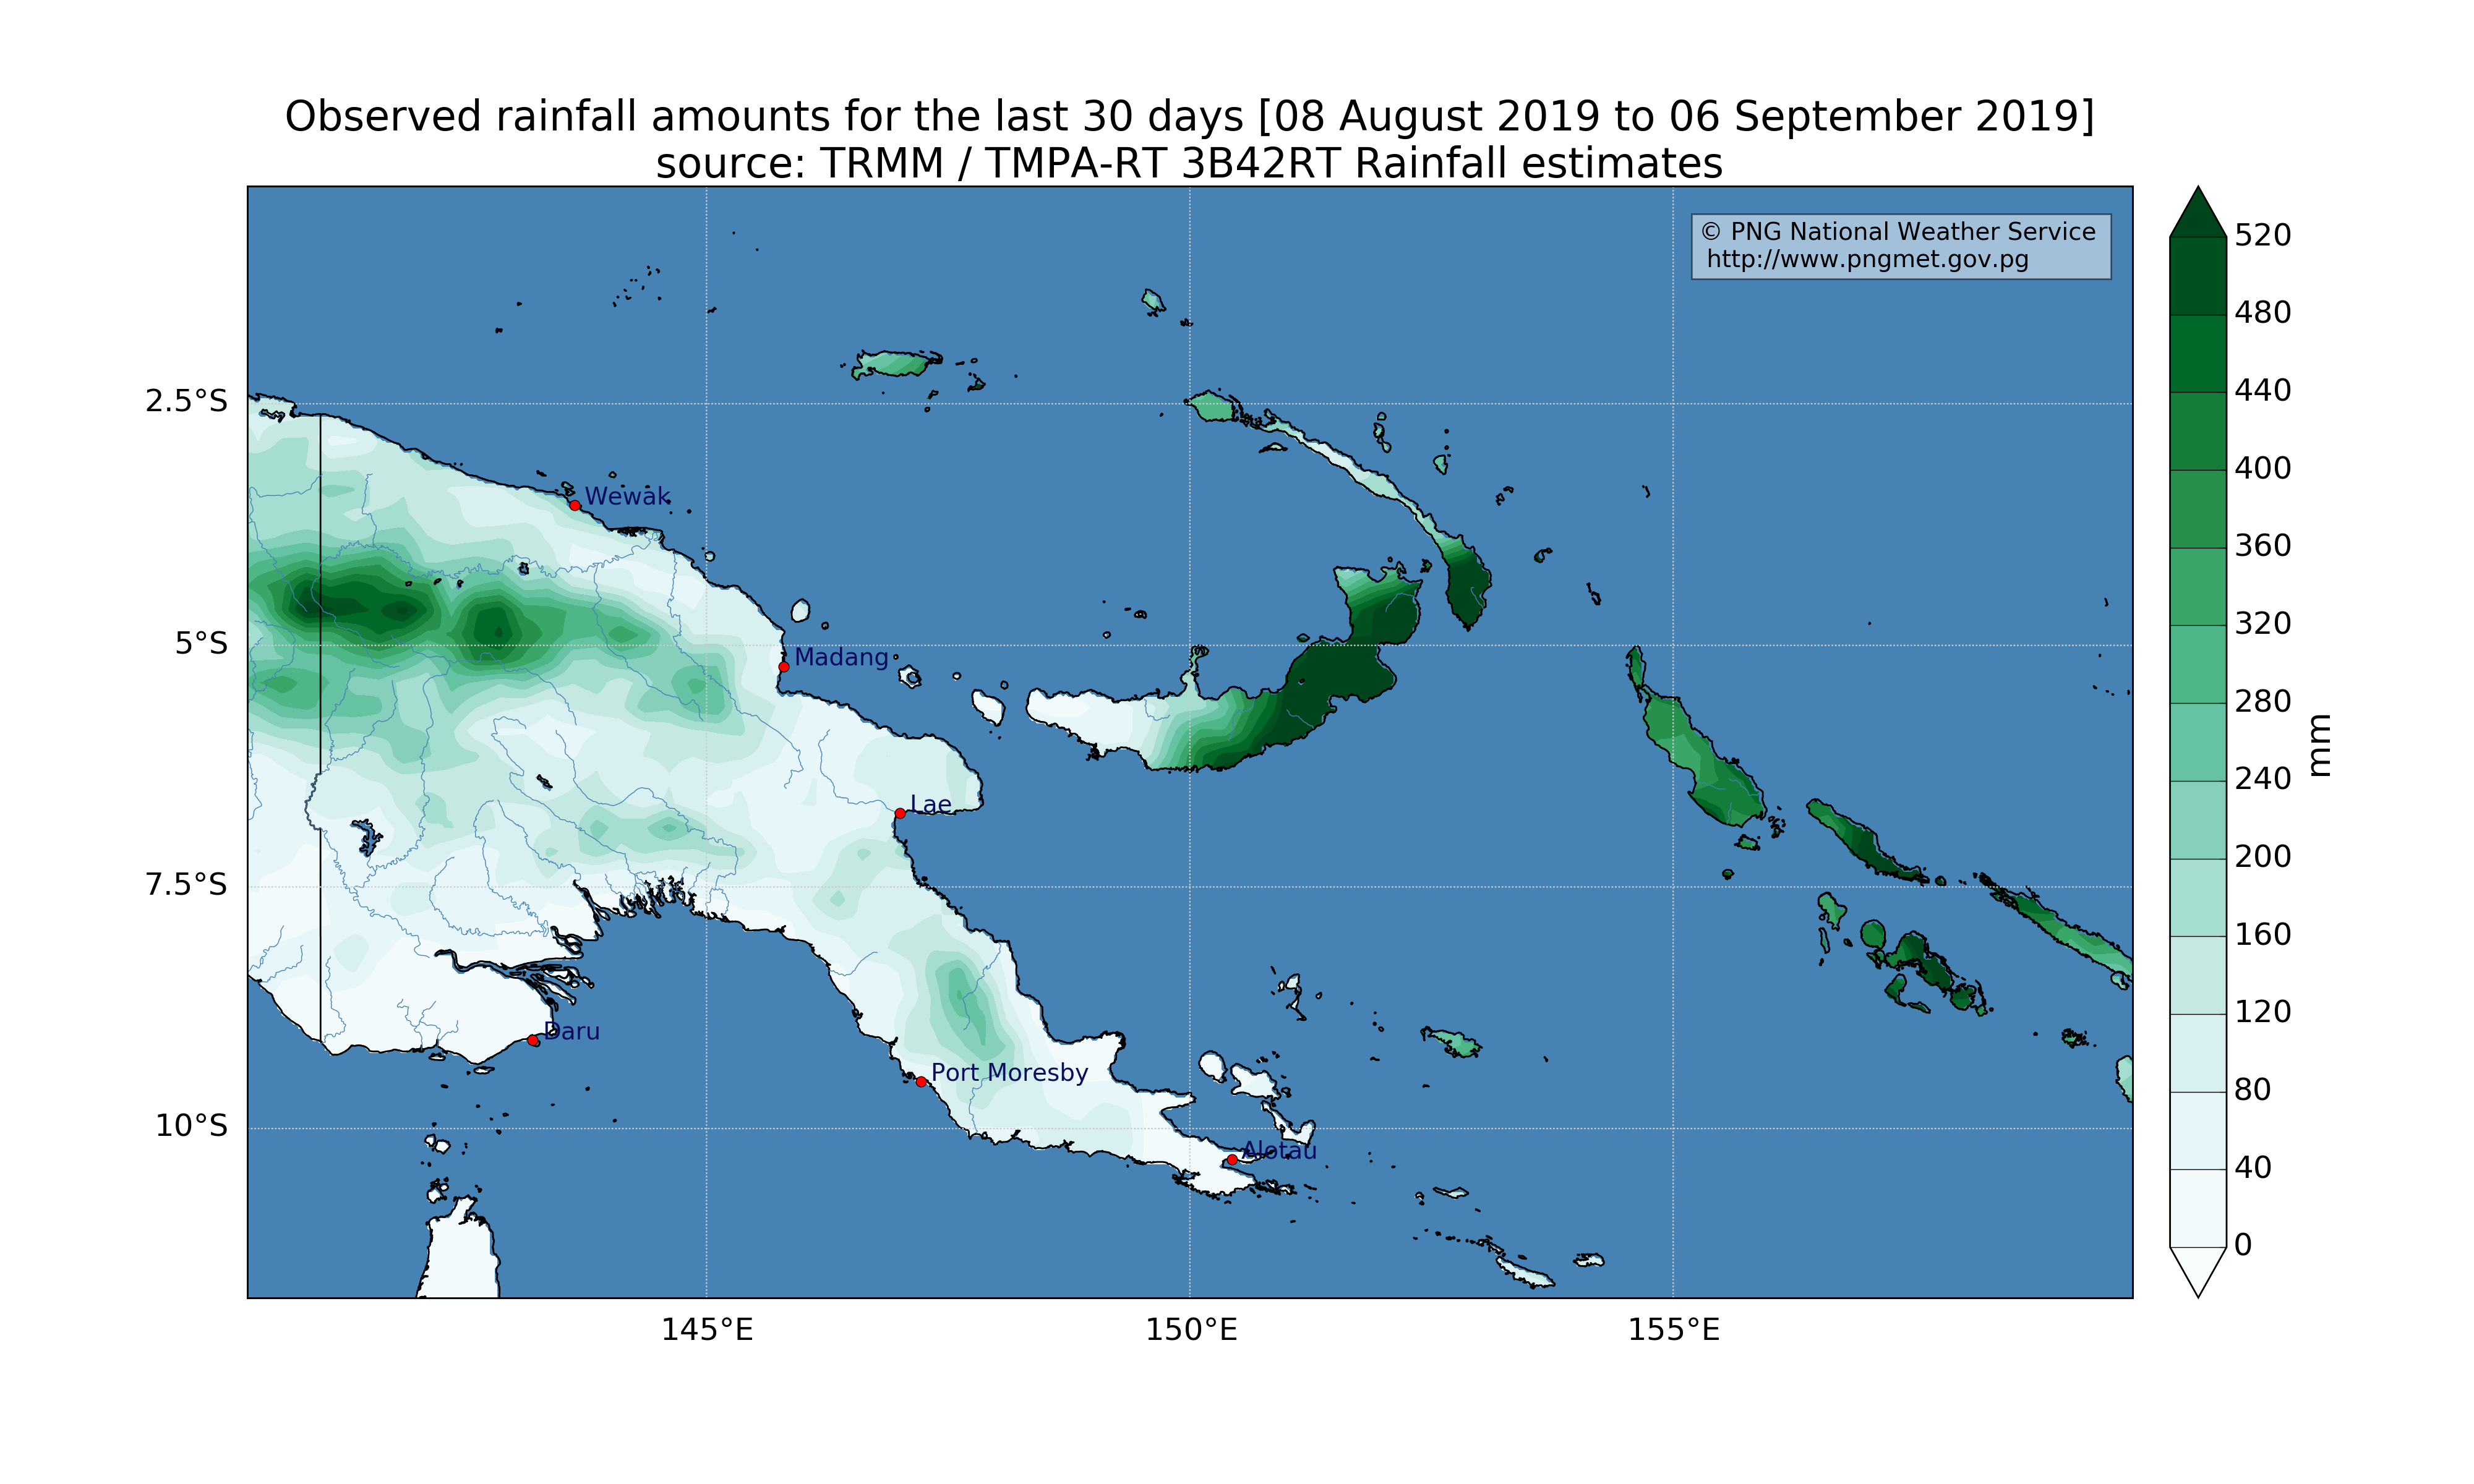 Observed rainfall amounts for the last 30 days [08 August 2019 to 06 September 2019]
source: TRMM / TMPA-RT 3B42RT Rainfall estimates
© PNG National Weather Service
http://www.pngmet.gov.pg
2.5°S
5°S
7.5°S
10°S
Wewak
Madang
Lae
Daru
Port Moresby
Alotau
145°E
150°E
155°E
520
480
440
400
360
320
280
240
200
160
120
80
40
0
mm